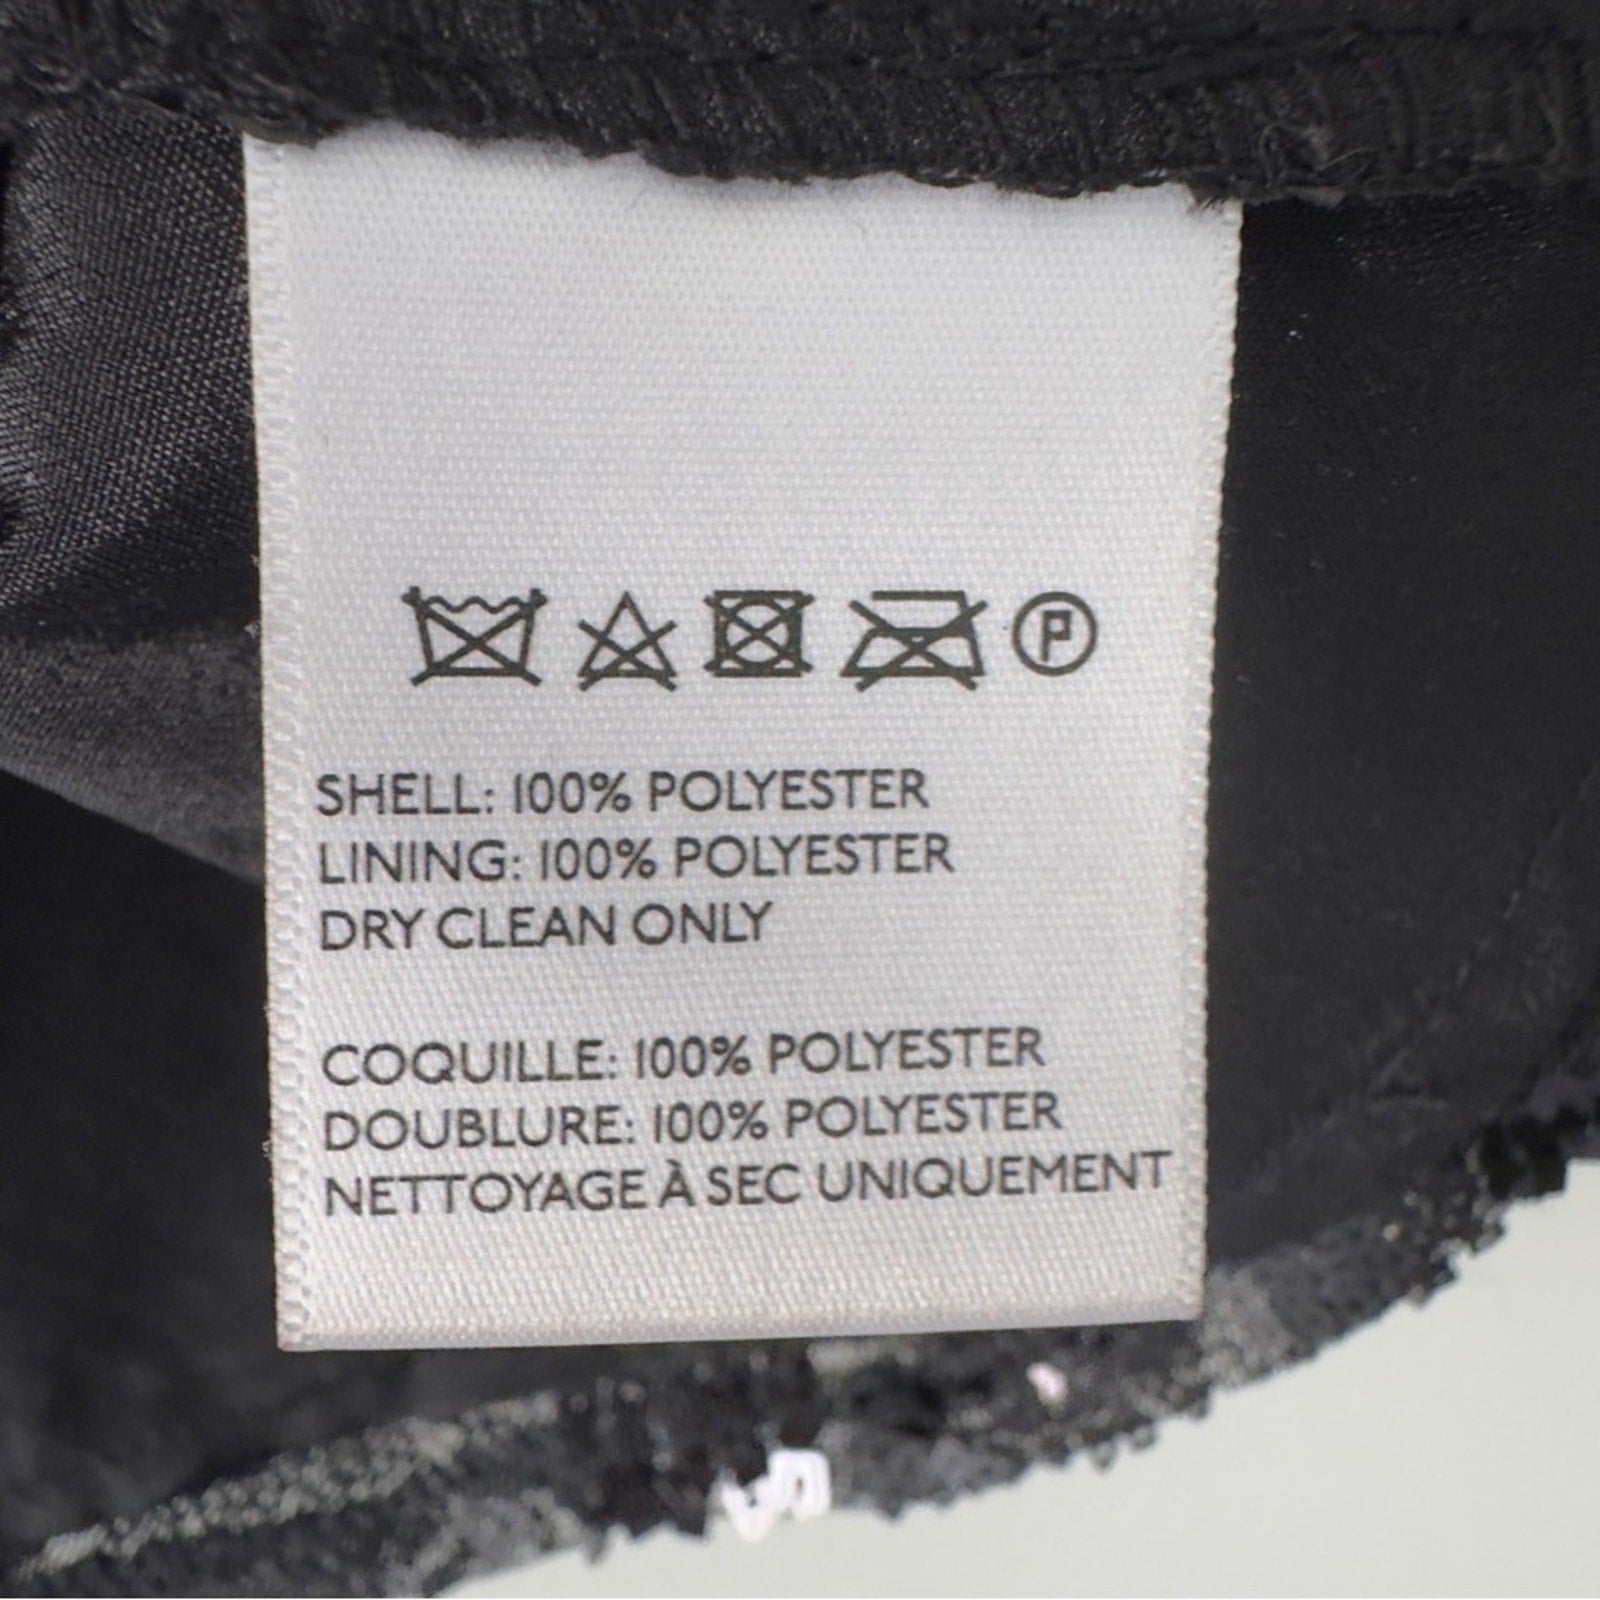 P
SHELL: 100% POLYESTER
LINING: 100% POLYESTER
DRY CLEAN ONLY
COQUILLE: 100% POLYESTER
DOUBLURE: 100% POLYESTER
NETTOYAGE À SEC UNIQUEMENT